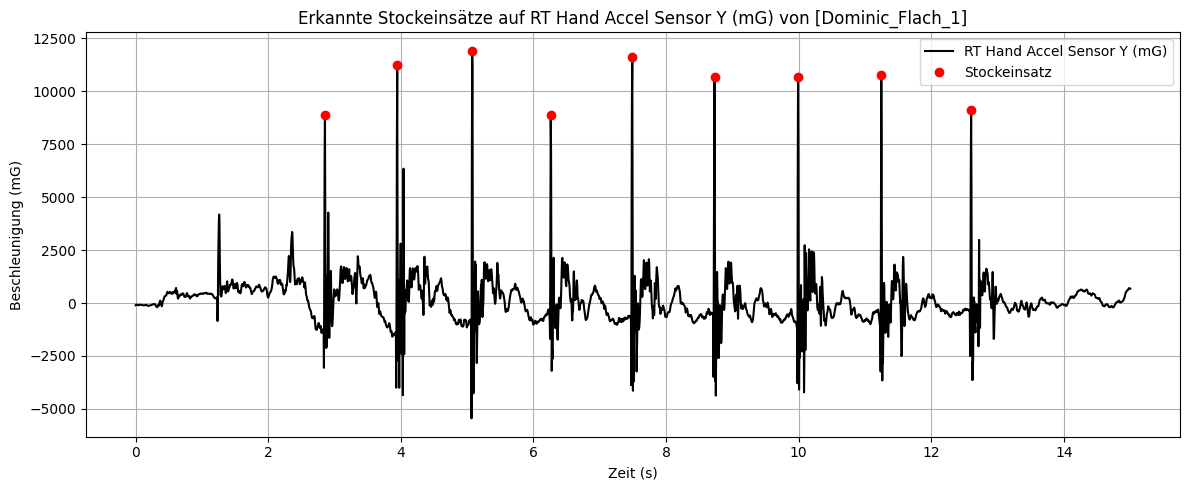 Erkannte Stockeinsätze auf RT Hand Accel Sensor Y (mG) von [Dominic_Flach_1]
RT Hand Accel Sensor Y (mG)
Stockeinsatz
Beschleunigung (mG)
12500
10000
7500
5000
2500
0
−2500
−5000
0 2 4 6 8 10 12 14
Zeit (s)